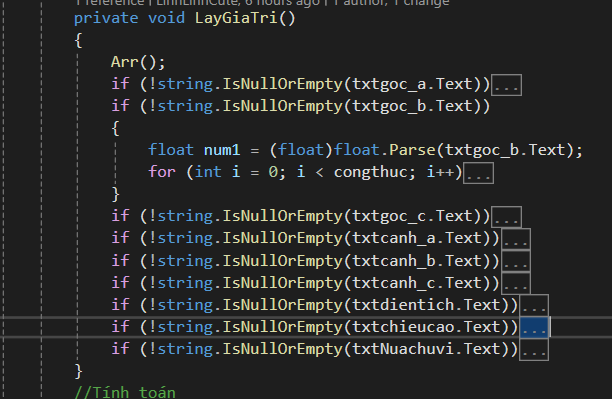 1 reference | LinhLinhCute, 6 hours ago | 1 author, 1 change
private void LayGiaTri()
{
Arr();
if (!string.IsNullOrEmpty(txtgoc_a.Text))...
if (!string.IsNullOrEmpty(txtgoc_b.Text))
{
float num1 = (float)float.Parse(txtgoc_b.Text);
for (int i = 0; i < congthuc; i++)...
}
if (!string.IsNullOrEmpty(txtgoc_c.Text))...
if (!string.IsNullOrEmpty(txtcanh_a.Text))...
if (!string.IsNullOrEmpty(txtcanh_b.Text))...
if (!string.IsNullOrEmpty(txtcanh_c.Text))...
if (!string.IsNullOrEmpty(txtdientich.Text))...
if (!string.IsNullOrEmpty(txtchieucao.Text))...
if (!string.IsNullOrEmpty(txtNuachuvi.Text))...
}
//Tính toán